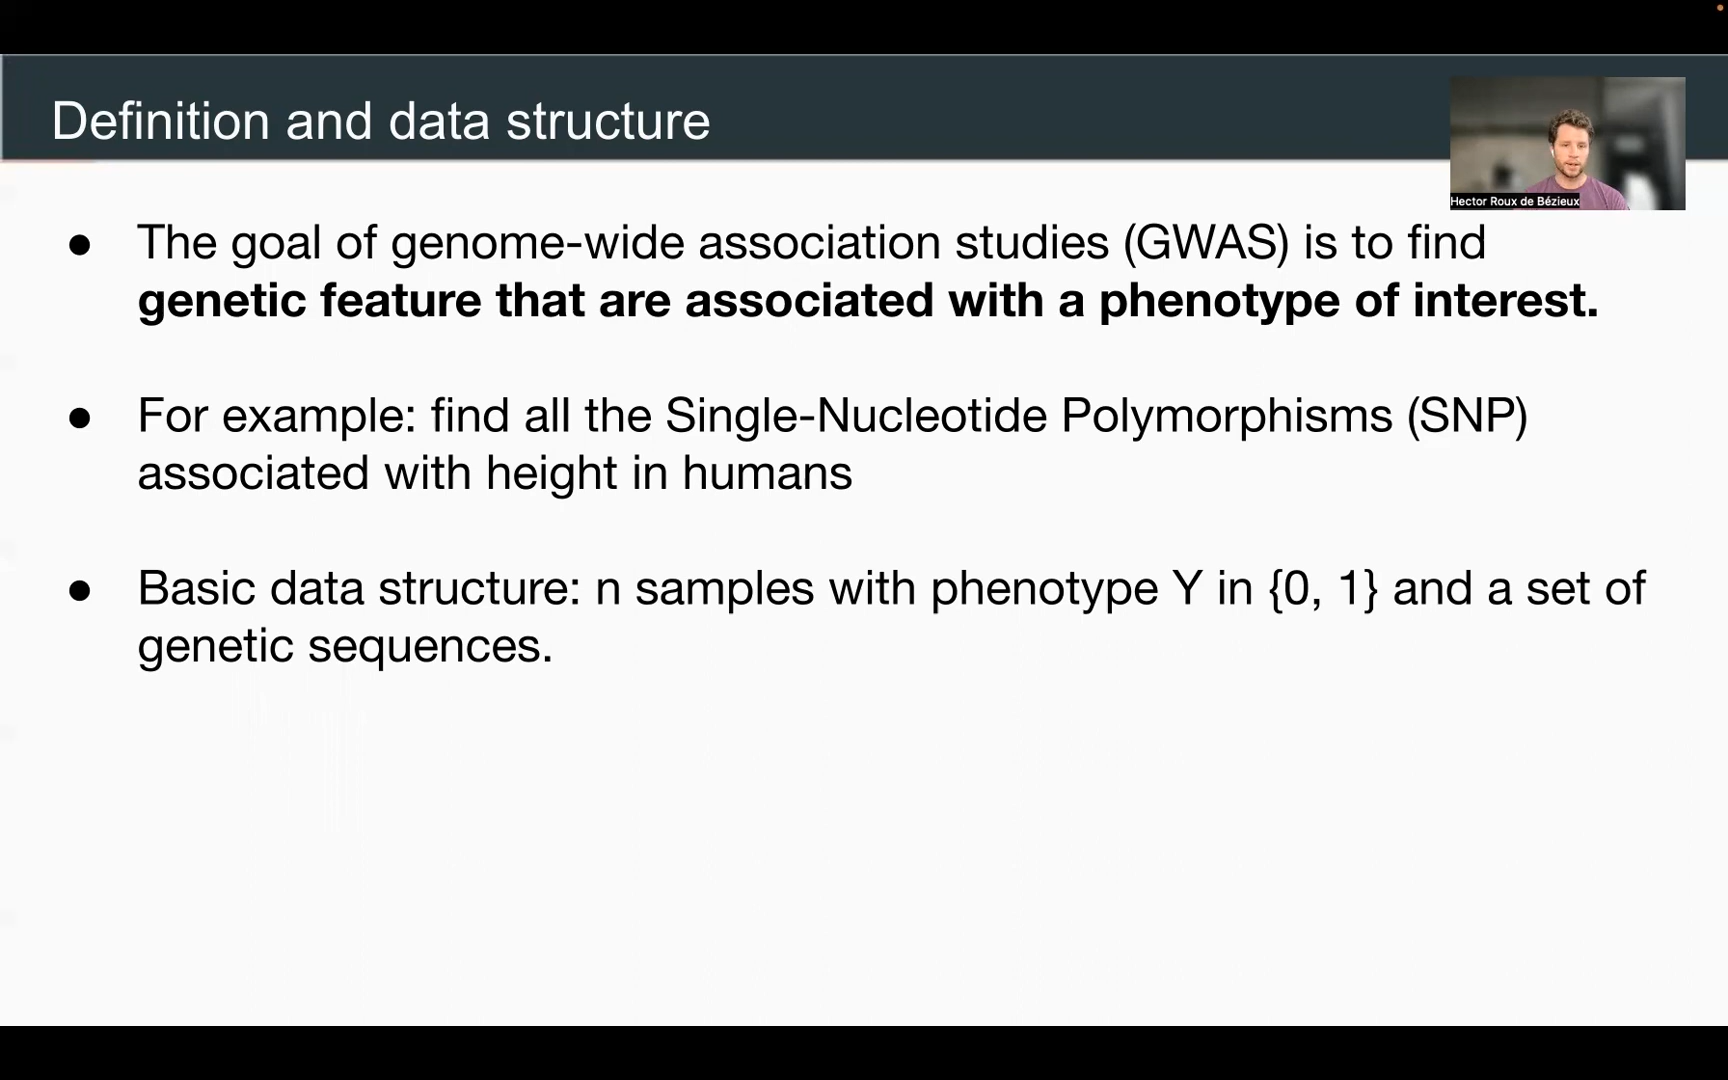 Definition and data structure
Hector Roux de Bézieux
● The goal of genome-wide association studies (GWAS) is to find
genetic feature that are associated with a phenotype of interest.
● For example: find all the Single-Nucleotide Polymorphisms (SNP)
associated with height in humans
● Basic data structure: n samples with phenotype Y in {0, 1} and a set of
genetic sequences.